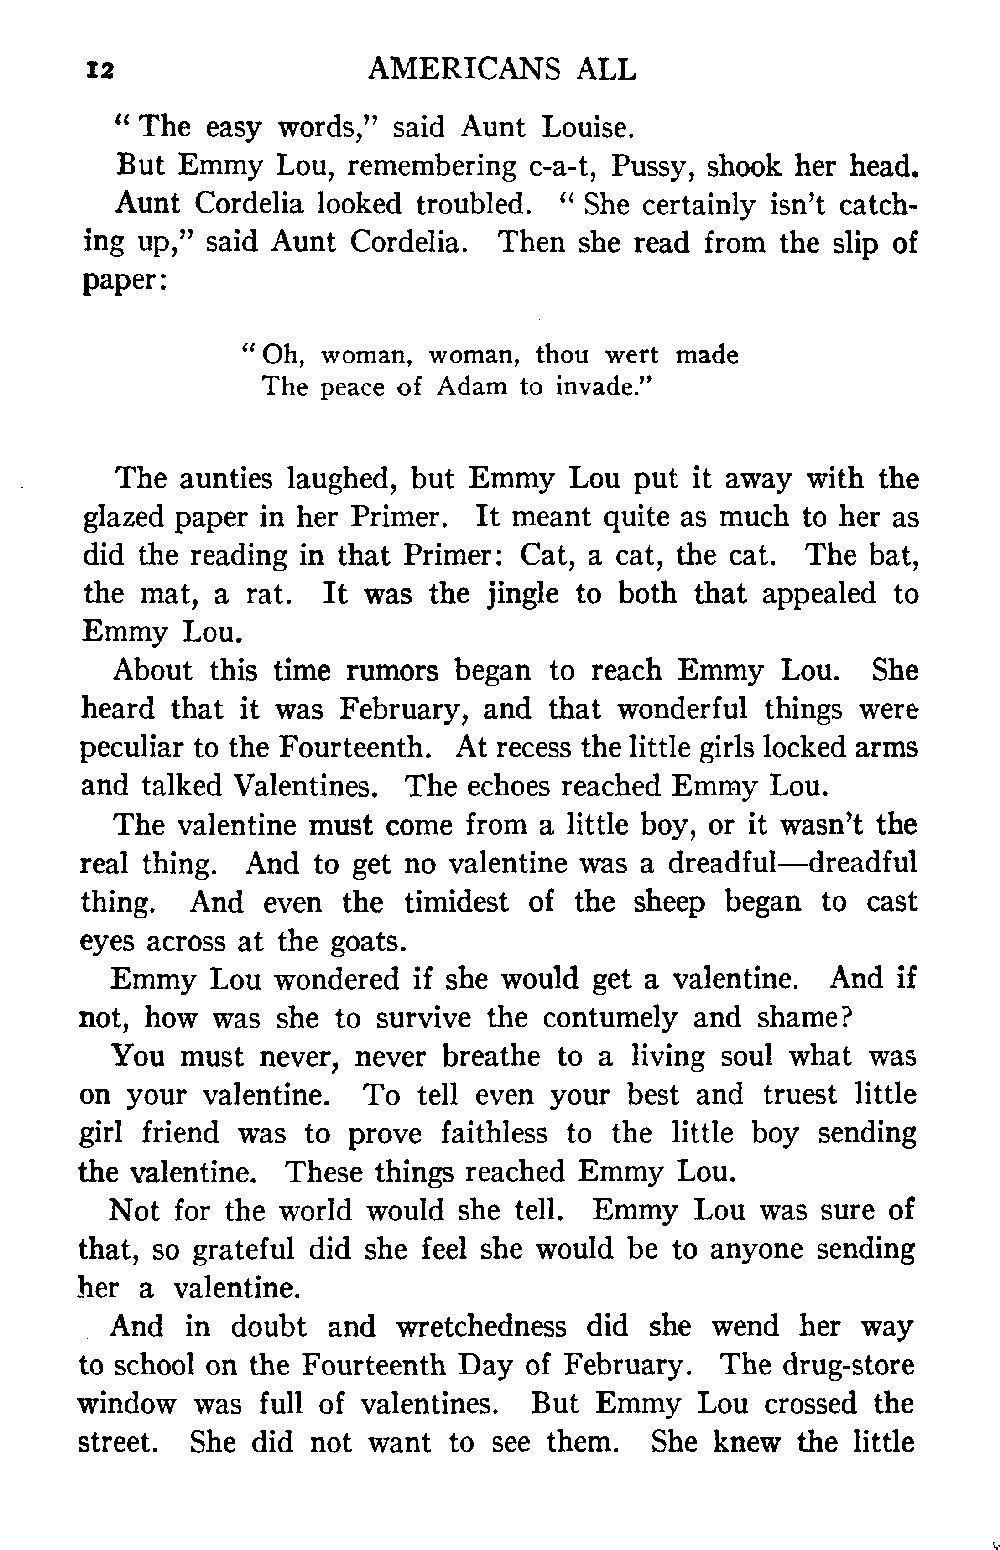 12 AMERICANS ALL
“ The easy words,” said Aunt Louise.
But Emmy Lou, remembering c-a-t, Pussy, shook her head.
Aunt Cordelia looked troubled. “ She certainly isn’t catch-
ing up,” said Aunt Cordelia. Then she read from the slip of
paper:
“ Oh, woman, woman, thou wert made
The peace of Adam to invade.”
The aunties laughed, but Emmy Lou put it away with the
glazed paper in her Primer. It meant quite as much to her as
did the reading in that Primer: Cat, a cat, the cat. The bat,
the mat, a rat. It was the jingle to both that appealed to
Emmy Lou.
About this time rumors began to reach Emmy Lou. She
heard that it was February, and that wonderful things were
peculiar to the Fourteenth. At recess the little girls locked arms
and talked Valentines. The echoes reached Emmy Lou.
The valentine must come from a little boy, or it wasn’t the
real thing. And to get no valentine was a dreadful—dreadful
thing. And even the timidest of the sheep began to cast
eyes across at the goats.
Emmy Lou wondered if she would get a valentine. And if
not, how was she to survive the contumely and shame?
You must never, never breathe to a living soul what was
on your valentine. To tell even your best and truest little
girl friend was to prove faithless to the little boy sending
the valentine. These things reached Emmy Lou.
Not for the world would she tell. Emmy Lou was sure of
that, so grateful did she feel she would be to anyone sending
her a valentine.
And in doubt and wretchedness did she wend her way
to school on the Fourteenth Day of February. The drug-store
window was full of valentines. But Emmy Lou crossed the
street. She did not want to see them. She knew the little